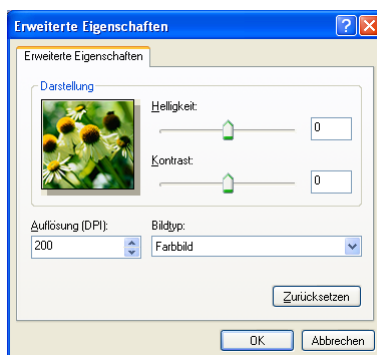 Erweiterte Eigenschaften
Erweiterte Eigenschaften
Darstellung
Helligkeit:
0
Kontrast:
0
Auflösung (DPI):
Bildtyp:
200
Farbbild
Zurücksetzen
OK
Abbrechen